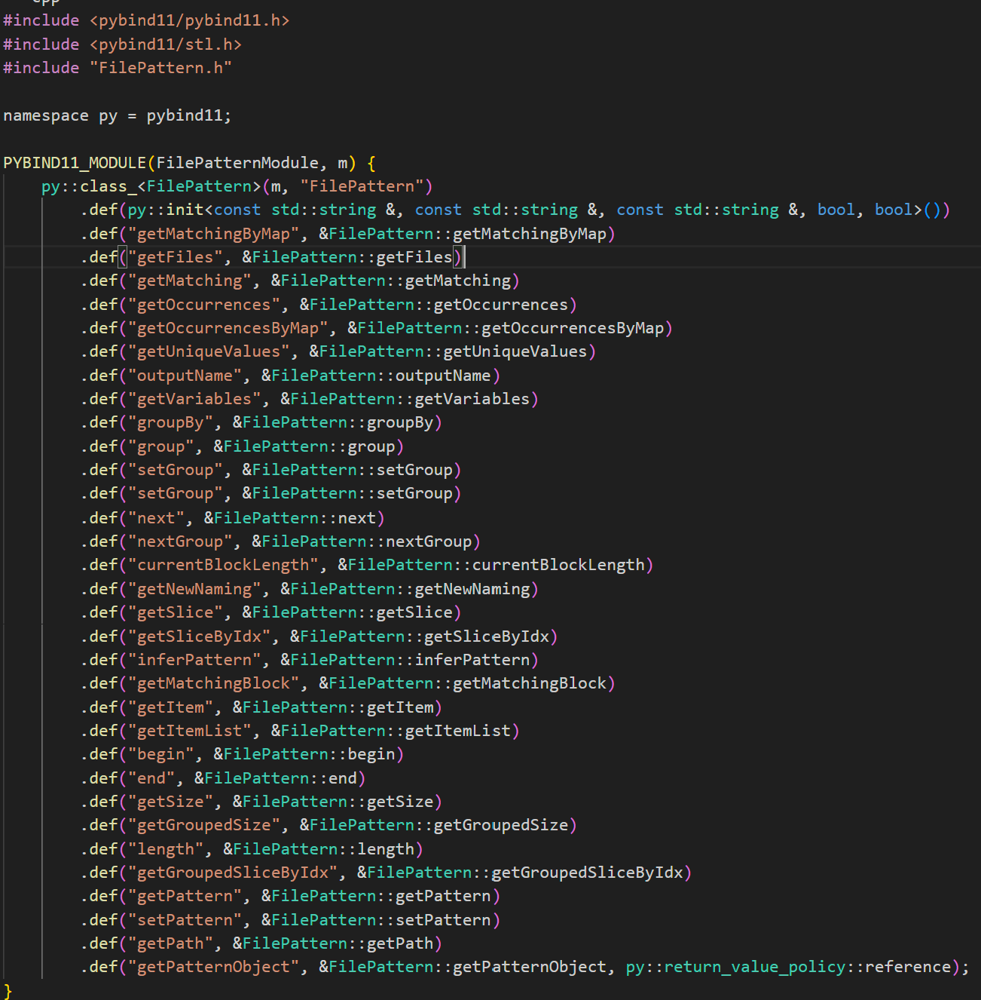 cpp
#include <pybind11/pybind11.h>
#include <pybind11/stl.h>
#include "FilePattern.h"
namespace py = pybind11;
PYBIND11_MODULE(FilePatternModule, m) {
py::class_<FilePattern>(m, "FilePattern")
.def(py::init<const std::string &, const std::string &, const std::string &, bool, bool>())
.def("getMatchingByMap", &FilePattern::getMatchingByMap)
.def("getFiles", &FilePattern::getFiles)
.def("getMatching", &FilePattern::getMatching)
.def("getOccurrences", &FilePattern::getOccurrences)
.def("getOccurrencesByMap", &FilePattern::getOccurrencesByMap)
.def("getUniqueValues", &FilePattern::getUniqueValues)
.def("outputName", &FilePattern::outputName)
.def("getVariables", &FilePattern::getVariables)
.def("groupBy", &FilePattern::groupBy)
.def("group", &FilePattern::group)
.def("setGroup", &FilePattern::setGroup)
.def("setGroup", &FilePattern::setGroup)
.def("next", &FilePattern::next)
.def("nextGroup", &FilePattern::nextGroup)
.def("currentBlockLength", &FilePattern::currentBlockLength)
.def("getNewNaming", &FilePattern::getNewNaming)
.def("getSlice", &FilePattern::getSlice)
.def("getSliceByIdx", &FilePattern::getSliceByIdx)
.def("inferPattern", &FilePattern::inferPattern)
.def("getMatchingBlock", &FilePattern::getMatchingBlock)
.def("getItem", &FilePattern::getItem)
.def("getItemList", &FilePattern::getItemList)
.def("begin", &FilePattern::begin)
.def("end", &FilePattern::end)
.def("getSize", &FilePattern::getSize)
.def("getGroupedSize", &FilePattern::getGroupedSize)
.def("length", &FilePattern::length)
.def("getGroupedSliceByIdx", &FilePattern::getGroupedSliceByIdx)
.def("getPattern", &FilePattern::getPattern)
.def("setPattern", &FilePattern::setPattern)
.def("getPath", &FilePattern::getPath)
.def("getPatternObject", &FilePattern::getPatternObject, py::return_value_policy::reference);
}